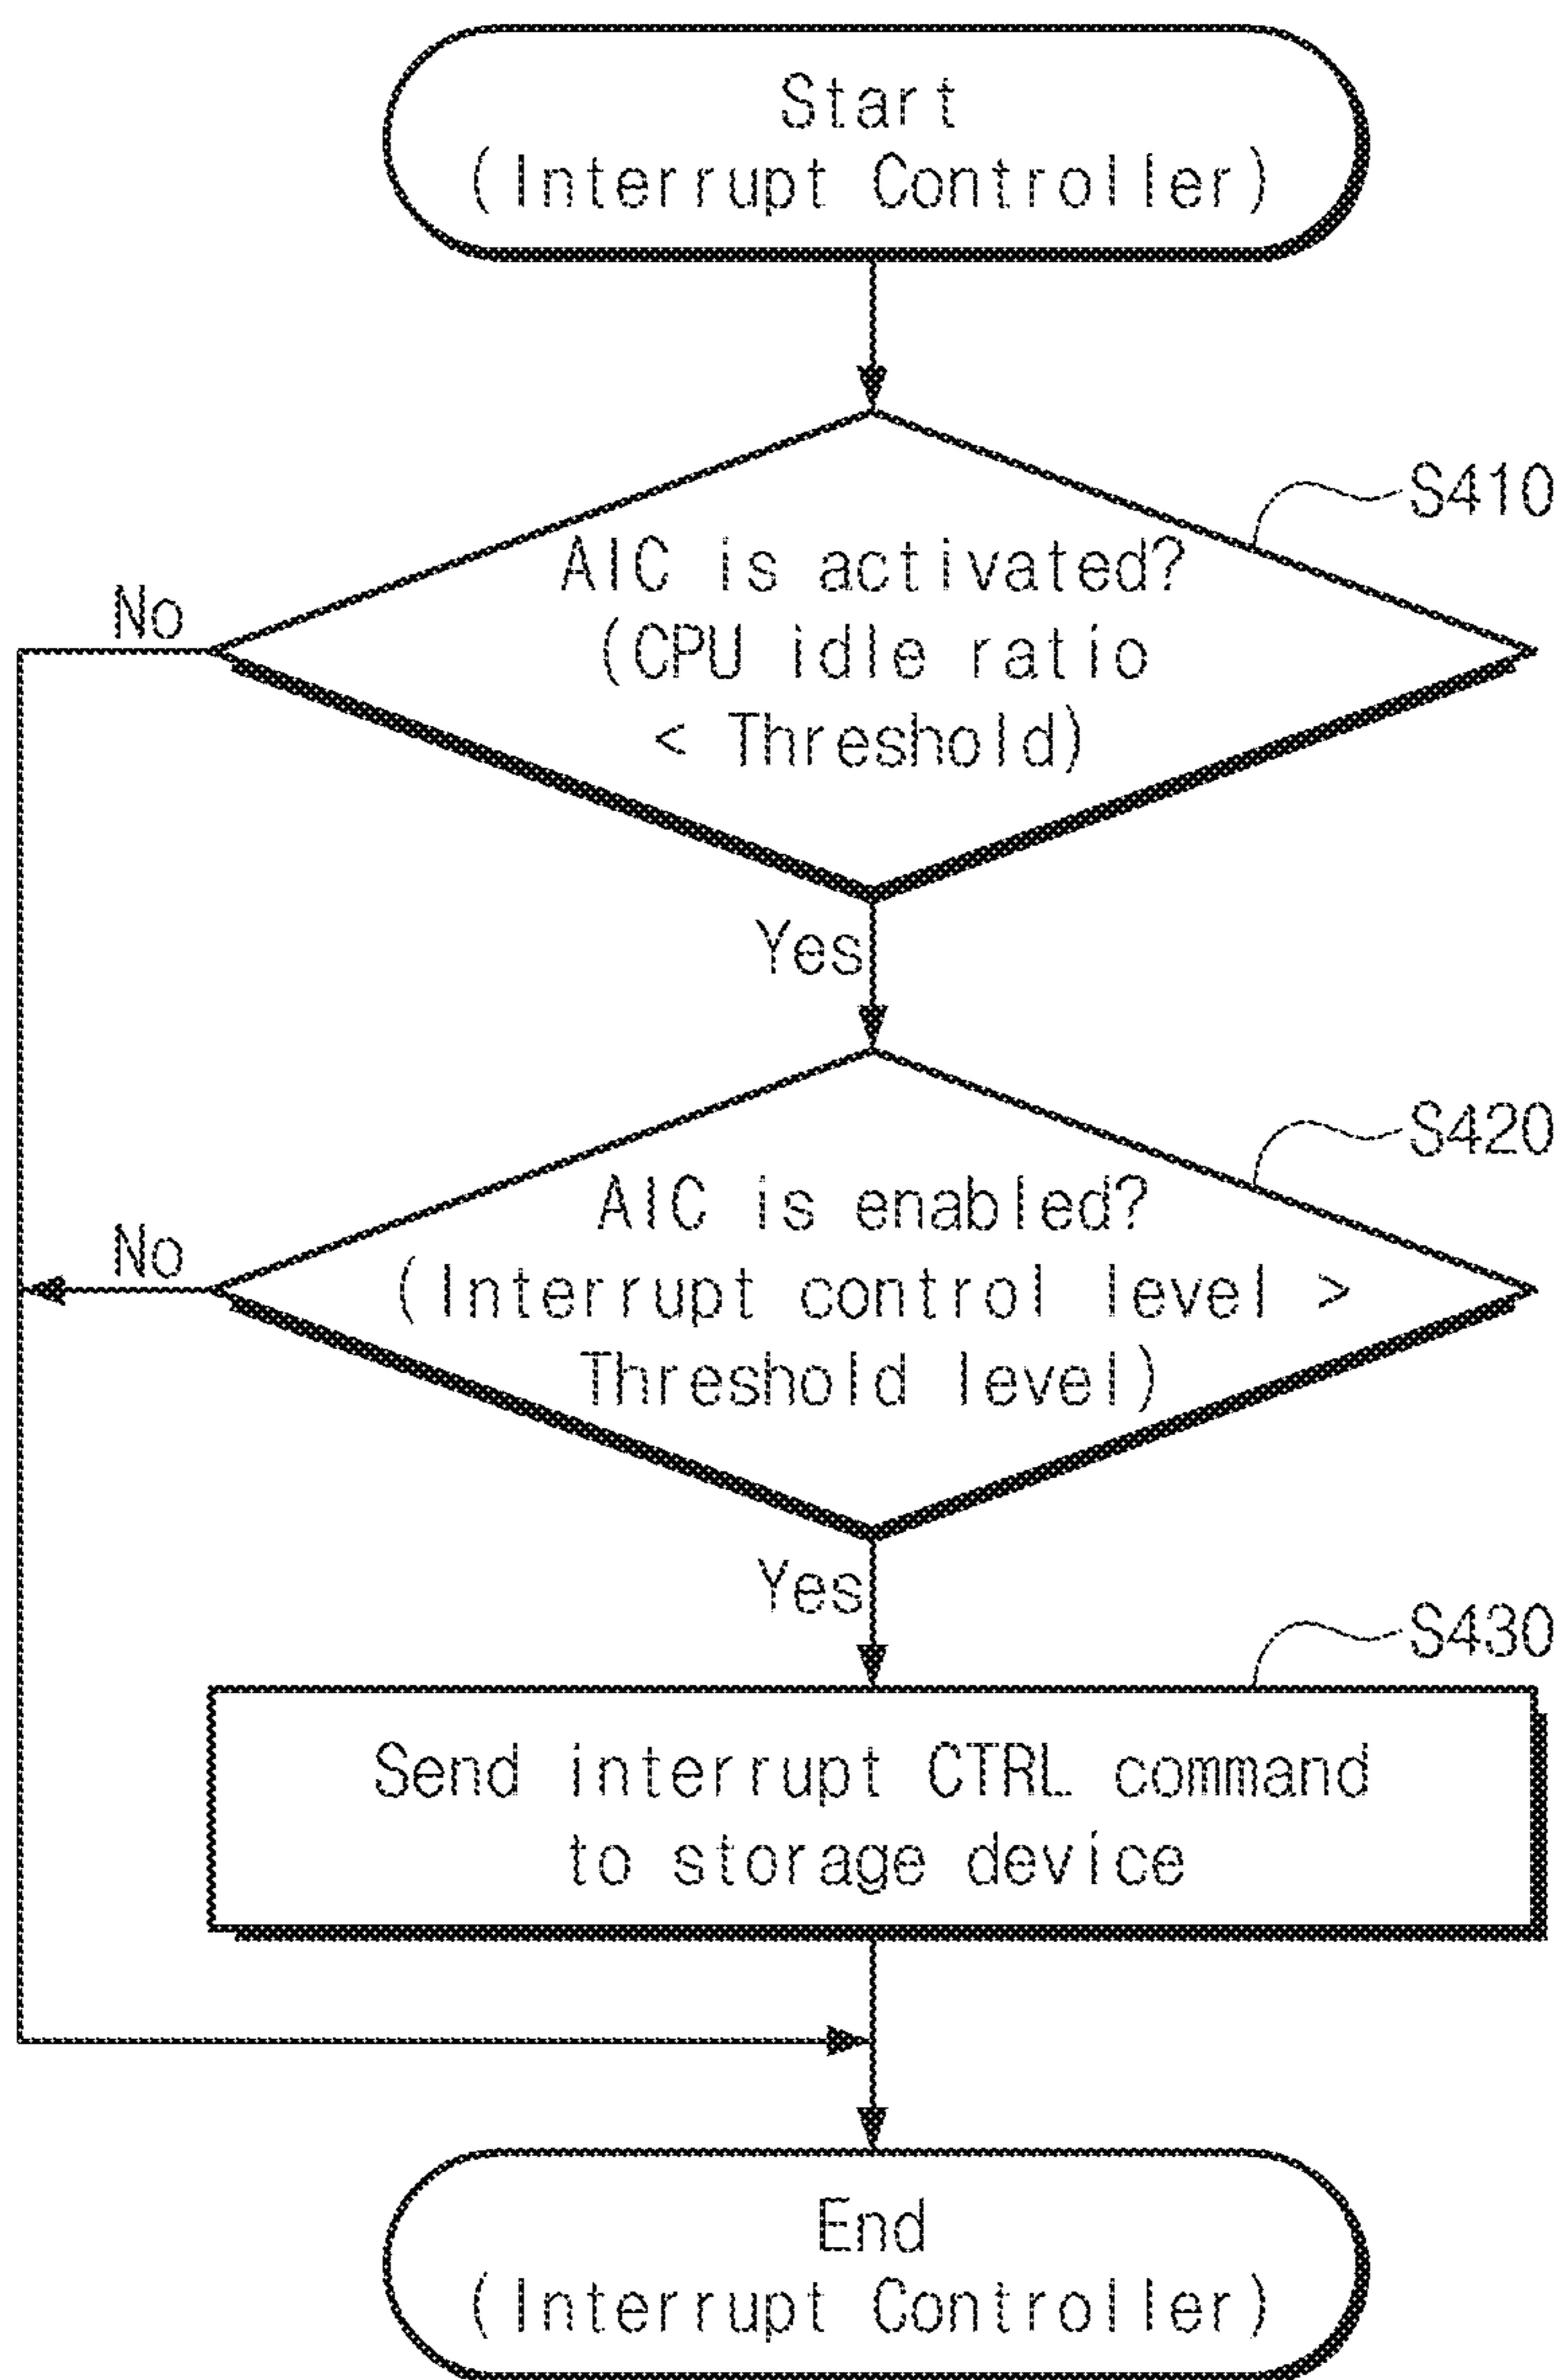 Start
(Interrupt Controller)
S410
AIC is activated?
(CPU idle ratio
< Threshold)
No
Yes
S420
AIC is enabled?
(Interrupt control level >
Threshold level)
No
Yes
S430
Send interrupt CTRL command
to storage device
End
(Interrupt Controller)